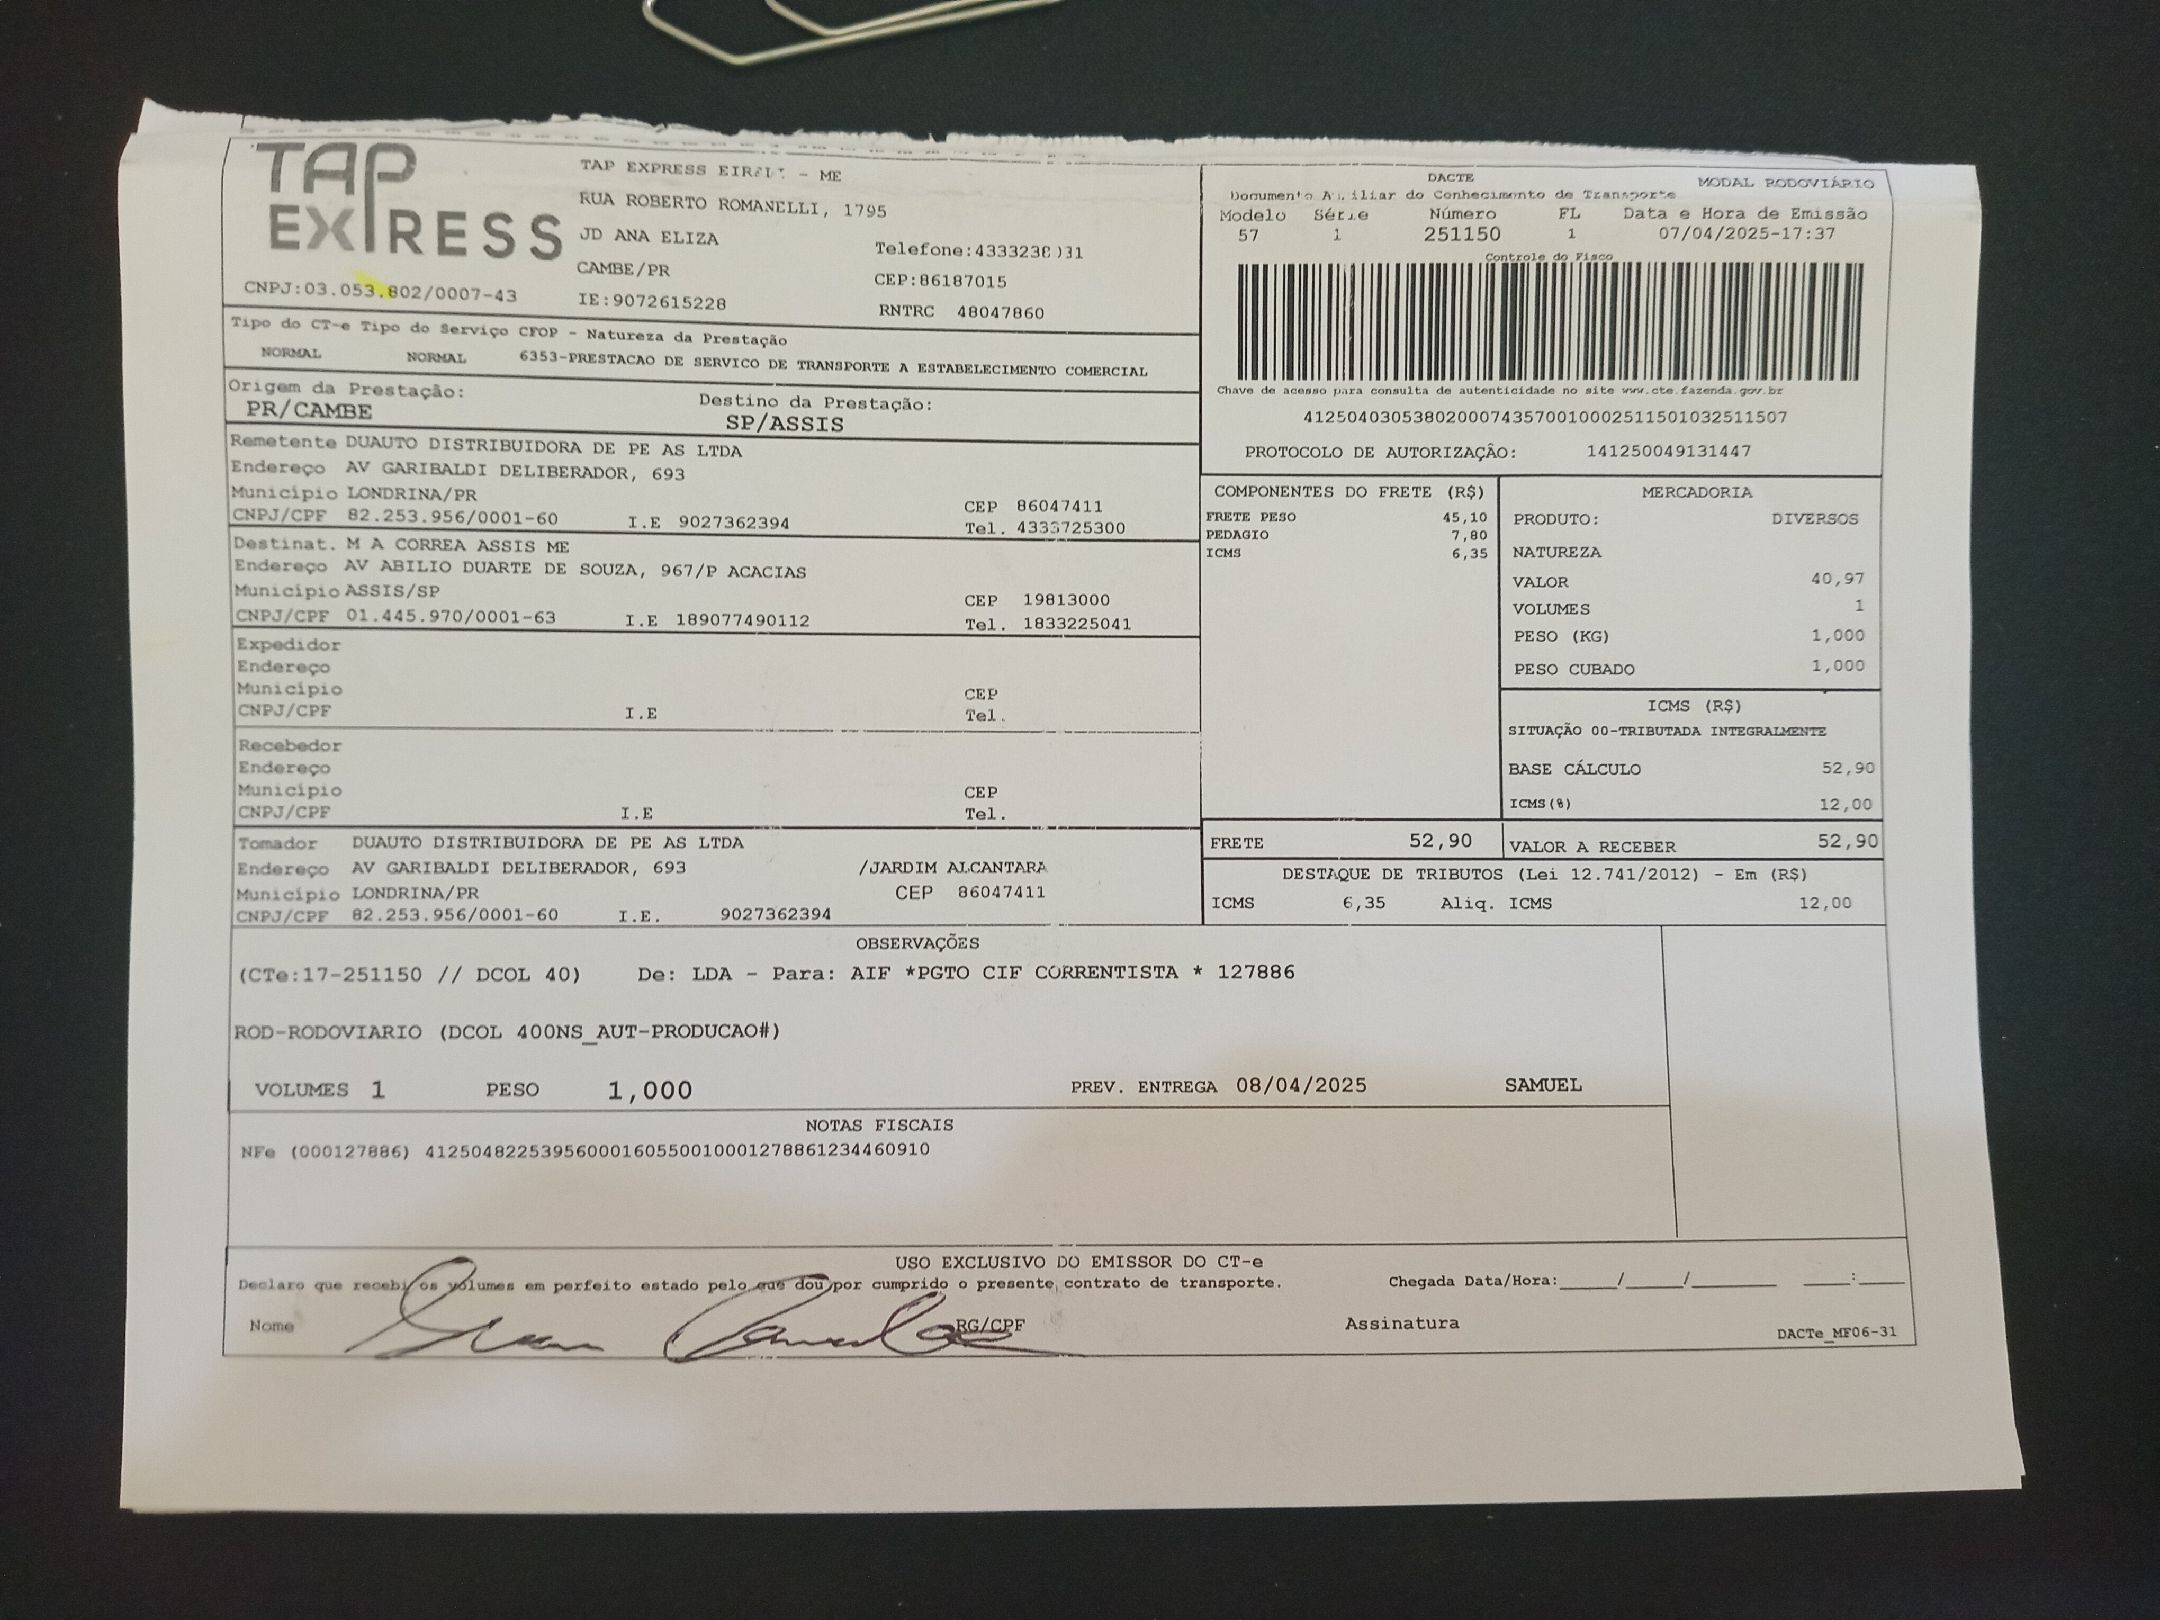 TAP
EXPRESS
CNPJ:03.053.802/0007-43
TAP EXPRESS - ME
RUA ROBERTO ROMANELLI, 1795
JD ANA ELIZA
CAMBE/PR
IE:9072615228
Telefone:
CEP:86187015
RNTRC 48047860
DACTE
MODAL RODOVIÁRIO
Documento Auxiliar do Conhecimento de Transporte
Modelo Série Número FL Data e Hora de Emissão
57 1 251150 1 07/04/2025-17:37
Controle do Fisco
Chave de acesso para consulta de autenticidade no site www.cte.fazenda.gov.br
41250403053802000743570010002511501032511507
PROTOCOLO DE AUTORIZAÇÃO: 141250049131447
Tipo do CT-e Tipo do Serviço CFOP - Natureza da Prestação
NORMAL NORMAL 6353-PRESTACAO DE SERVICO DE TRANSPORTE A ESTABELECIMENTO COMERCIAL
Origem da Prestação: Destino da Prestação:
PR/CAMBE SP/ASSIS
Remetente DUAUTO DISTRIBUIDORA DE PE AS LTDA
Endereço AV GARIBALDI DELIBERADOR, 693
Município LONDRINA/PR CEP 86047411
CNPJ/CPF 82.253.956/0001-60 I.E 9027362394 Tel. 4333725300
Destinat. M A CORREA ASSIS ME
Endereço AV ABILIO DUARTE DE SOUZA, 967/P ACACIAS
Município ASSIS/SP CEP 19813000
CNPJ/CPF 01.445.970/0001-63 I.E 189077490112 Tel. 1833225041
Expedidor
Endereço
Município CEP
CNPJ/CPF I.E Tel.
Recebedor
Endereço
Município CEP
CNPJ/CPF I.E Tel.
Tomador DUAUTO DISTRIBUIDORA DE PE AS LTDA
Endereço AV GARIBALDI DELIBERADOR, 693 /JARDIM ALCANTARA
Município LONDRINA/PR CEP 86047411
CNPJ/CPF 82.253.956/0001-60 I.E. 9027362394
COMPONENTES DO FRETE (R$)
FRETE PESO 45,10
PEDAGIO 7,80
ICMS 6,35
MERCADORIA
PRODUTO: DIVERSOS
NATUREZA
VALOR 40,97
VOLUMES 1
PESO (KG) 1,000
PESO CUBADO 1,000
ICMS (R$)
SITUAÇÃO 00-TRIBUTADA INTEGRALMENTE
BASE CÁLCULO 52,90
ICMS(%) 12,00
FRETE 52,90 VALOR A RECEBER 52,90
DESTAQUE DE TRIBUTOS (Lei 12.741/2012) - Em (R$)
ICMS 6,35 Aliq. ICMS 12,00
OBSERVAÇÕES
(CTe:17-251150 // DCOL 40) De: LDA - Para: AIF *PGTO CIF CORRENTISTA * 127886
ROD-RODOVIARIO (DCOL 400NS_AUT-PRODUCAO#)
VOLUMES 1 PESO 1,000 PREV. ENTREGA 08/04/2025 SAMUEL
NOTAS FISCAIS
NFe (000127886) 41250482253956000160550010001278861234460910
USO EXCLUSIVO DO EMISSOR DO CT-e
Declaro que recebi os volumes em perfeito estado pelo que dou por cumprido o presente contrato de transporte. Chegada Data/Hora:____/____/______ ___:___
Nome RG/CPF Assinatura
DACTe_MF06-31